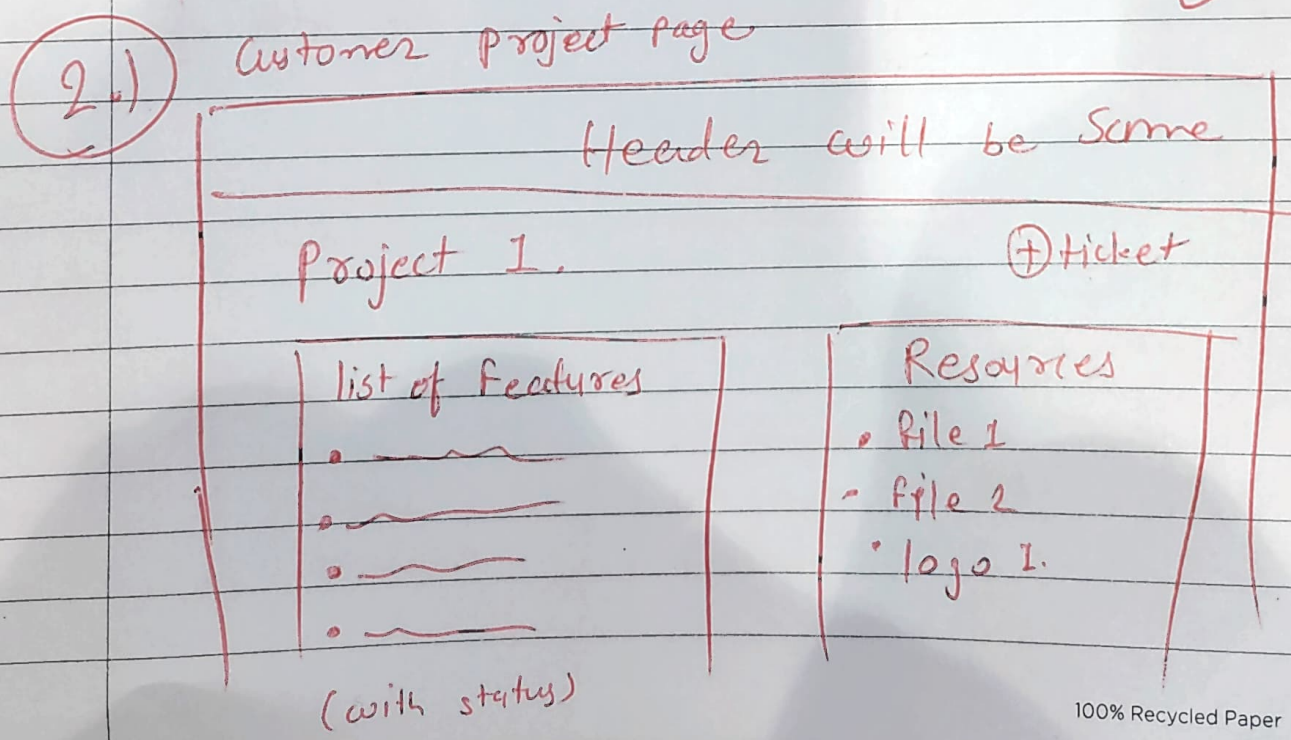 2.) Customer project page
Header will be Same
Project 1.
+ ticket
list of features
(with status)
Resources
• file 1
- file 2
• logo 1.
100% Recycled Paper